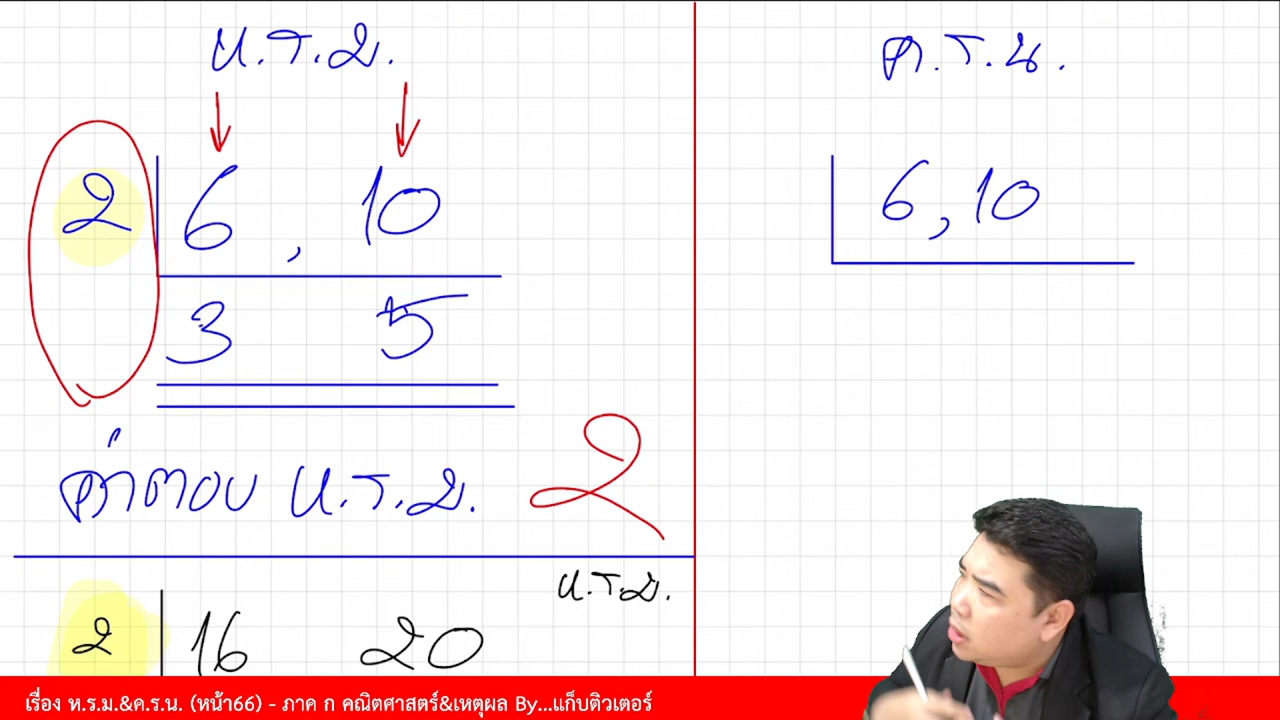 ห.ร.ม.
2 6 , 10
3 5
คำตอบ ห.ร.ม. 2
ห.ร.ม.
2 16 20
ค.ร.น.
6 , 10
เรื่อง ห.ร.ม.&ค.ร.น. (หน้า66) - ภาค ก คณิตศาสตร์&เหตุผล By...แก็บติวเตอร์